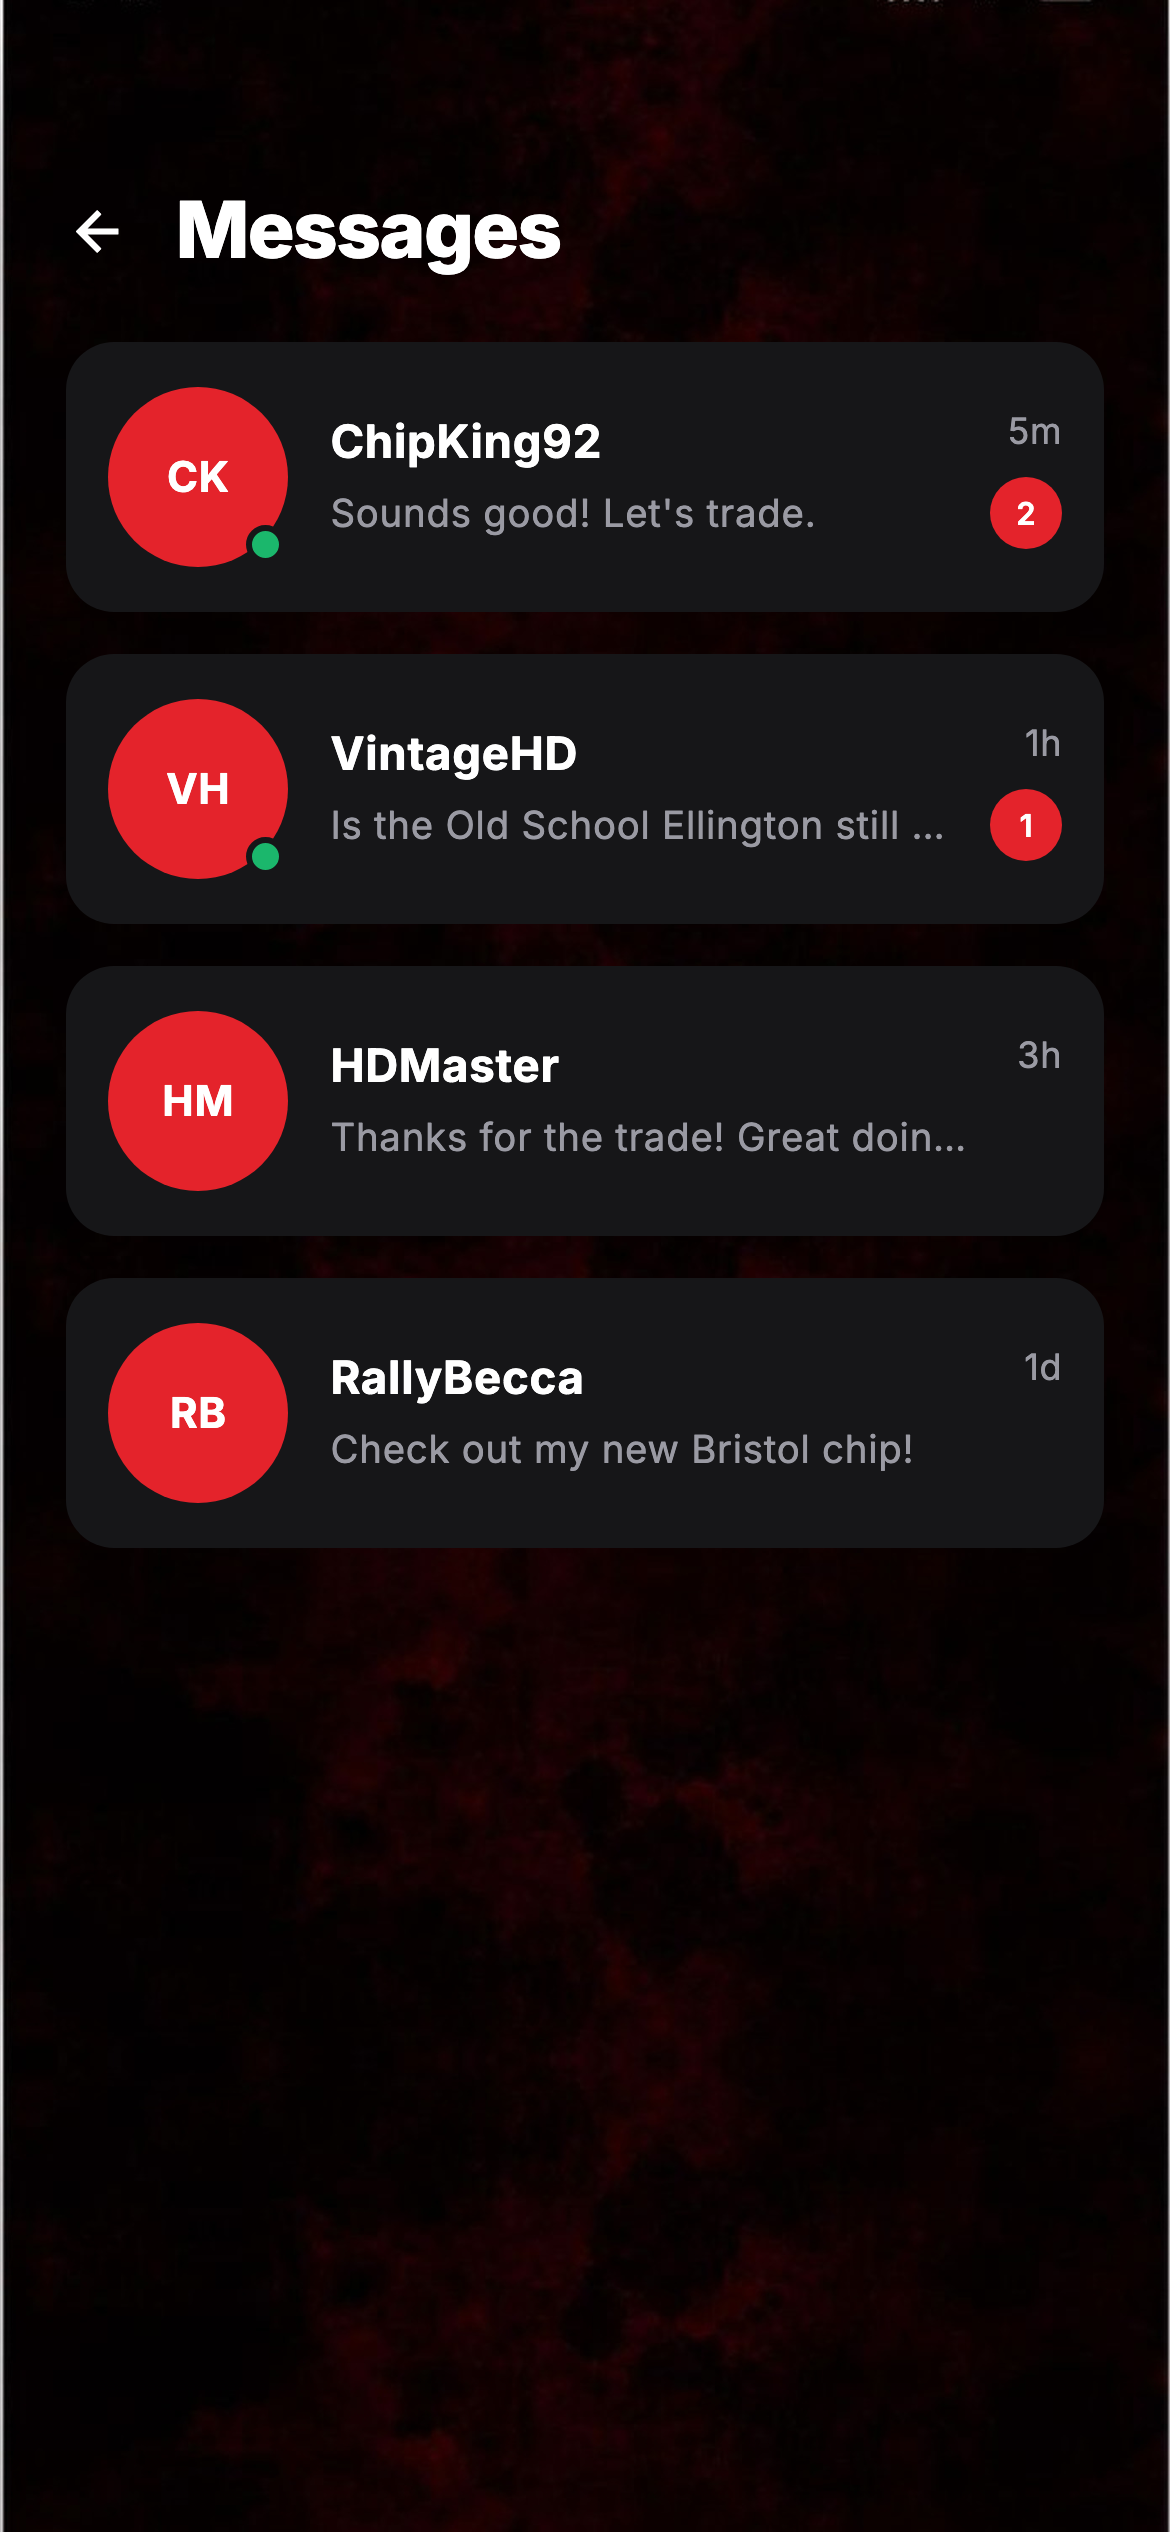 Messages
CK
ChipKing92
5m
Sounds good! Let's trade.
2
VH
VintageHD
1h
Is the Old School Ellington still ...
1
HM
HDMaster
3h
Thanks for the trade! Great doin...
RB
RallyBecca
1d
Check out my new Bristol chip!